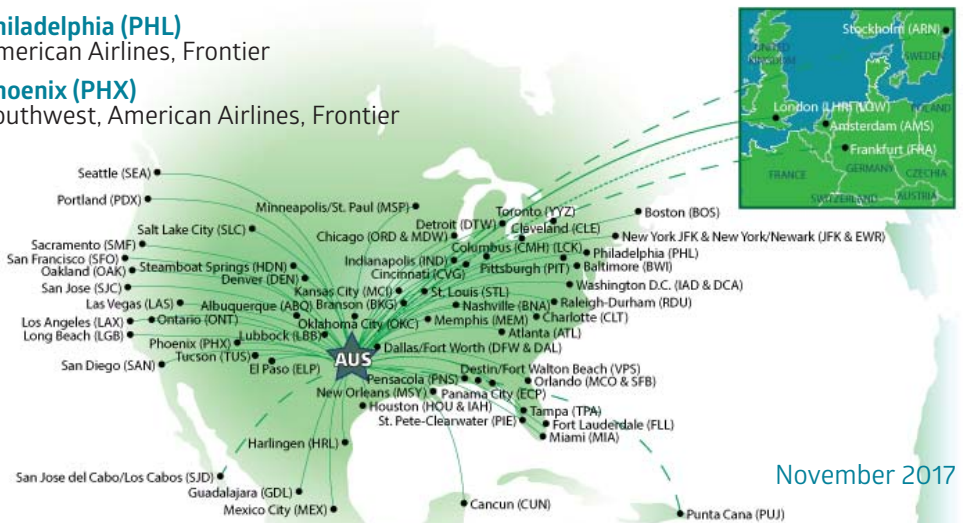 hiladelphia (PHL)
merican Airlines, Frontier
hoenix (PHX)
outhwest, American Airlines, Frontier
Stockholm (ARN)
UNITED
KINGDOM
SWEDEN
London (LHR) (LGW)
POLAND
Amsterdam (AMS)
Frankfurt (FRA)
FRANCE
GERMANY
CZECHIA
SWITZERLAND
AUSTRIA
Seattle (SEA)
Portland (PDX)
Minneapolis/St. Paul (MSP)
Toronto (YYZ)
Boston (BOS)
Salt Lake City (SLC)
Detroit (DTW)
Cleveland (CLE)
Chicago (ORD & MDW)
New York JFK & New York/Newark (JFK & EWR)
Sacramento (SMF)
Columbus (CMH) (LCK)
Philadelphia (PHL)
San Francisco (SFO)
Indianapolis (IND)
Oakland (OAK)
Steamboat Springs (HDN)
Cincinnati (CVG)
Pittsburgh (PIT)
Baltimore (BWI)
Denver (DEN)
San Jose (SJC)
Kansas City (MCI)
St. Louis (STL)
Washington D.C. (IAD & DCA)
Las Vegas (LAS)
Albuquerque (ABQ)
Branson (BKG)
Nashville (BNA)
Raleigh-Durham (RDU)
Los Angeles (LAX)
Ontario (ONT)
Oklahoma City (OKC)
Memphis (MEM)
Charlotte (CLT)
Long Beach (LGB)
Lubbock (LBB)
Atlanta (ATL)
Phoenix (PHX)
Dallas/Fort Worth (DFW & DAL)
Tucson (TUS)
AUS
San Diego (SAN)
El Paso (ELP)
Destin/Fort Walton Beach (VPS)
Pensacola (PNS)
Orlando (MCO & SFB)
New Orleans (MSY)
Panama City (ECP)
Houston (HOU & IAH)
Tampa (TPA)
St. Pete-Clearwater (PIE)
Fort Lauderdale (FLL)
Miami (MIA)
Harlingen (HRL)
San Jose del Cabo/Los Cabos (SJD)
November 2017
Guadalajara (GDL)
Mexico City (MEX)
Cancun (CUN)
Punta Cana (PUJ)